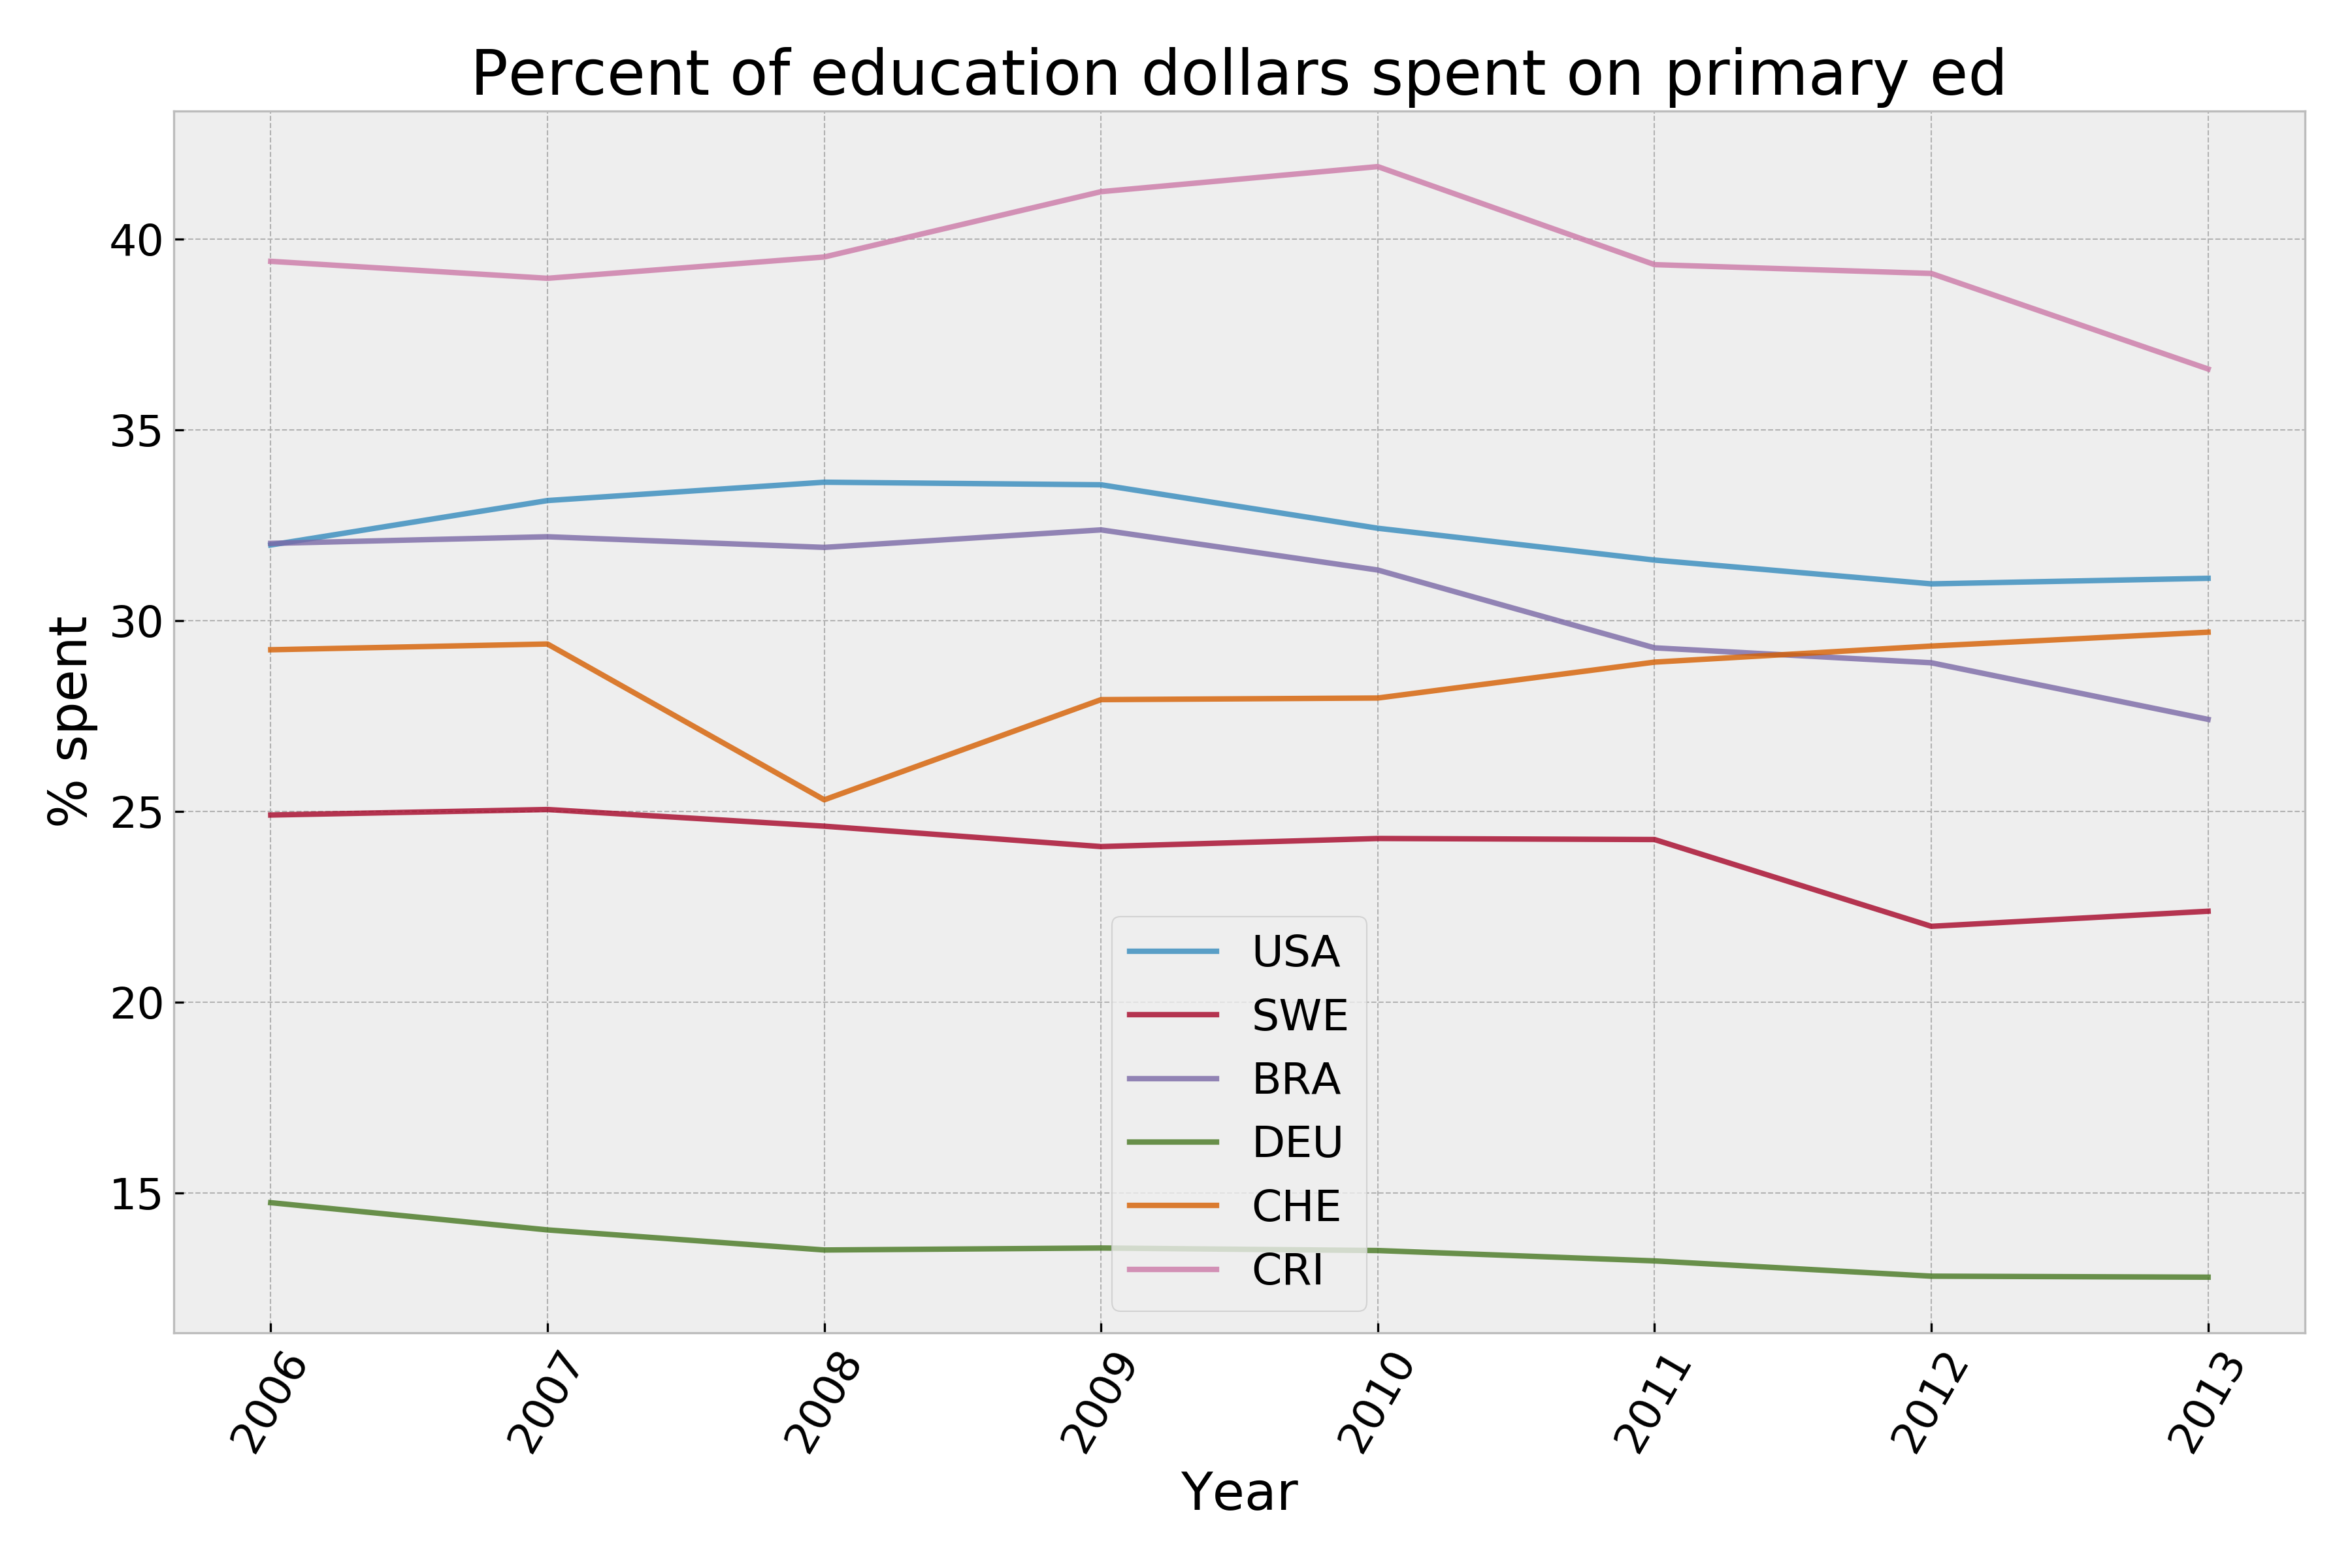 Percent of education dollars spent on primary ed
% spent
40
35
30
25
20
15
USA
SWE
BRA
DEU
CHE
CRI
2006 2007 2008 2009 2010 2011 2012 2013
Year